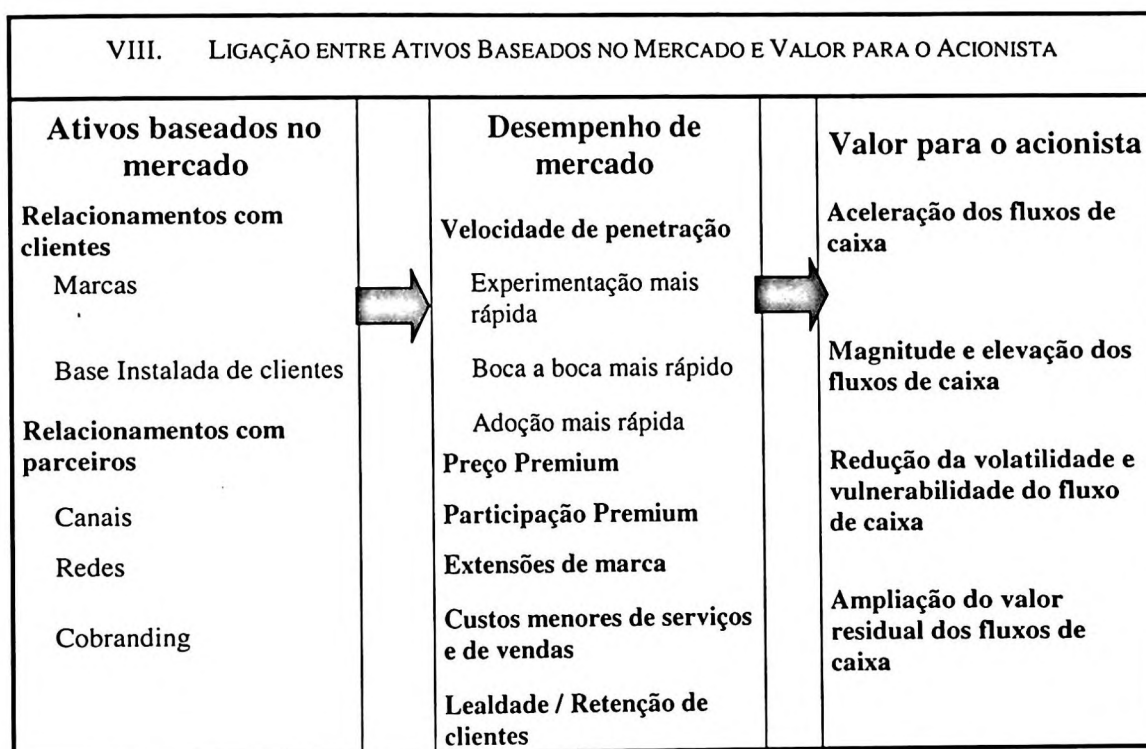 VIII. LIGAÇÃO ENTRE ATIVOS BASEADOS NO MERCADO E VALOR PARA O ACIONISTA
Ativos baseados no
mercado
Relacionamentos com
clientes
Marcas
Base Instalada de clientes
Relacionamentos com
parceiros
Canais
Redes
Cobranding
Desempenho de
mercado
Velocidade de penetração
Experimentação mais
rápida
Boca a boca mais rápido
Adoção mais rápida
Preço Premium
Participação Premium
Extensões de marca
Custos menores de serviços
e de vendas
Lealdade / Retenção de
clientes
Valor para o acionista
Aceleração dos fluxos de
caixa
Magnitude e elevação dos
fluxos de caixa
Redução da volatilidade e
vulnerabilidade do fluxo
de caixa
Ampliação do valor
residual dos fluxos de
caixa